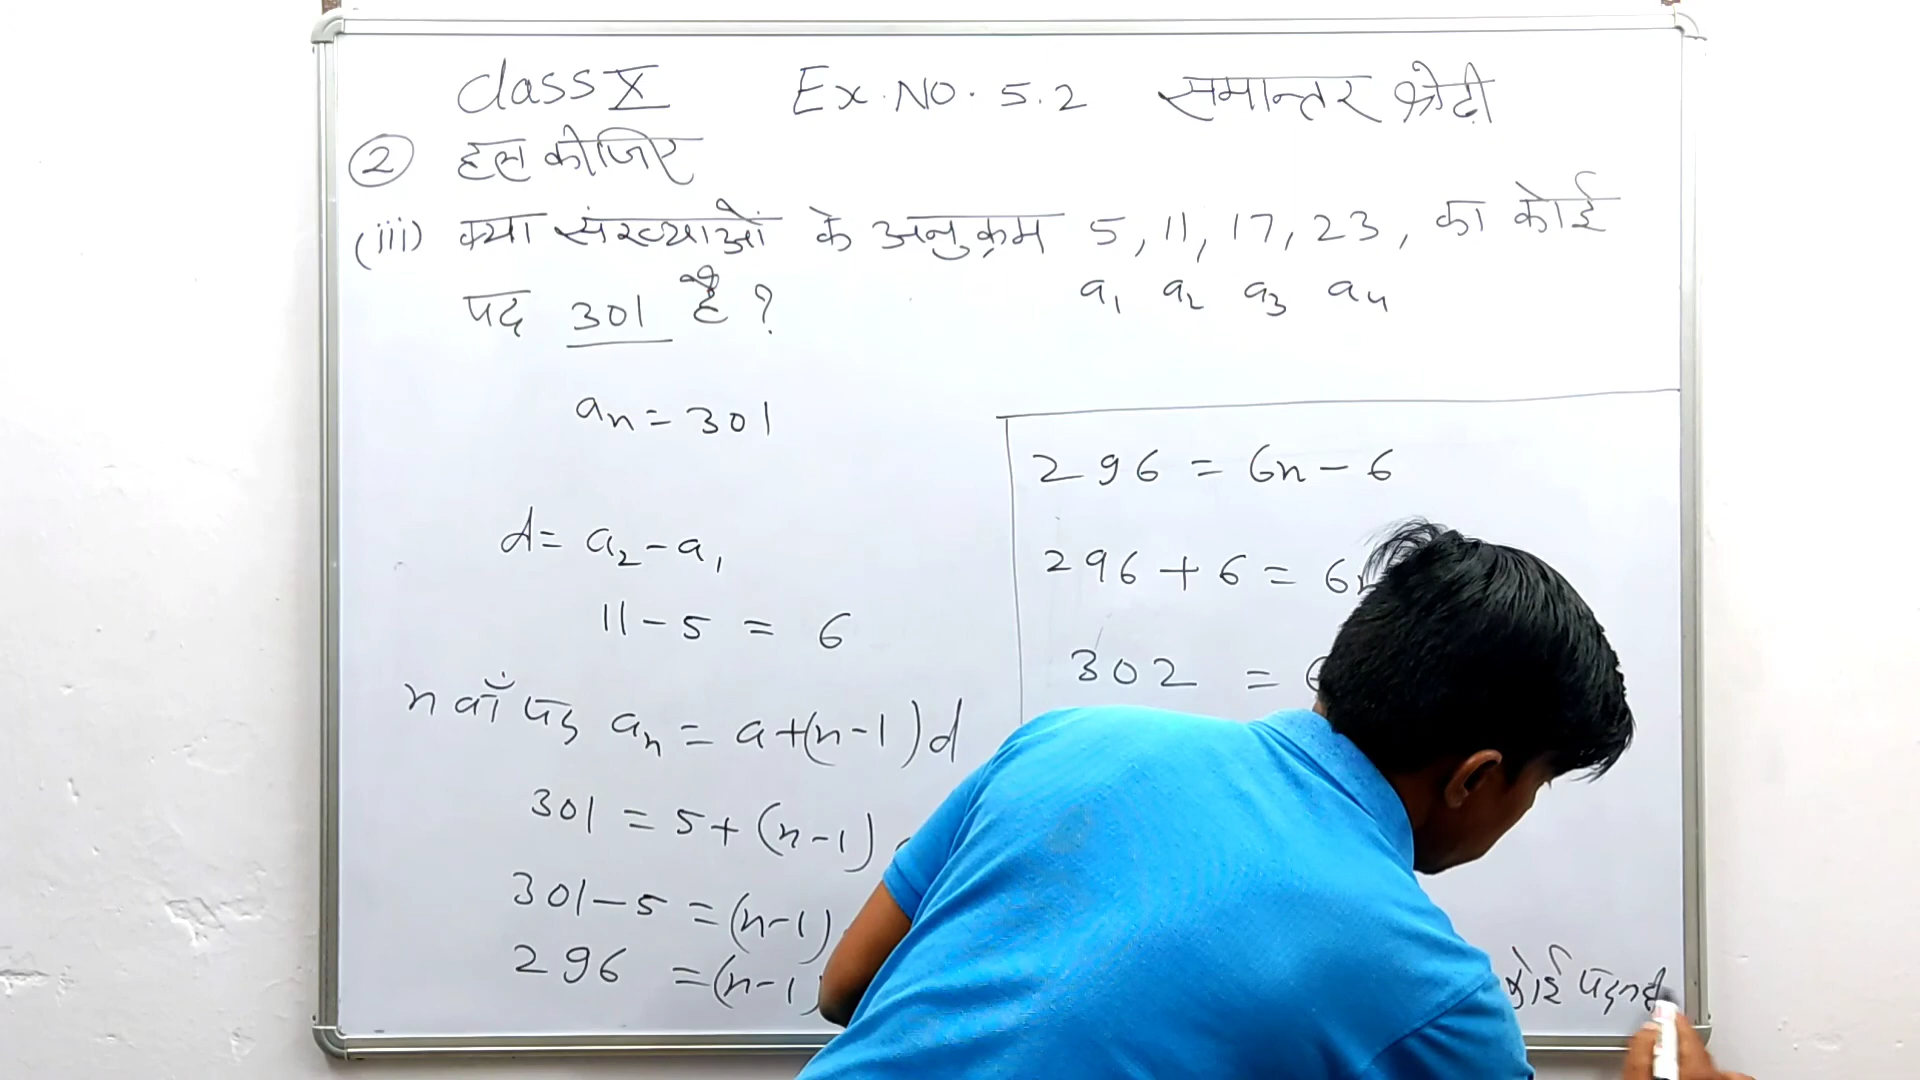 class X Ex. NO. 5.2 समान्तर श्रेढ़ी
② हल कीजिए
(iii) क्या संख्याओं के अनुक्रम 5, 11, 17, 23, का कोई
a₁ a₂ a₃ a₄
पद 301 है ?
aₙ = 301
d = a₂ - a₁
11 - 5 = 6
n वाँ पद aₙ = a + (n-1) d
301 = 5 + (n-1)
301 - 5 = (n-1)
296 = (n-1)
296 = 6n - 6
296 + 6 = 6n
302 =
कोई पद नही